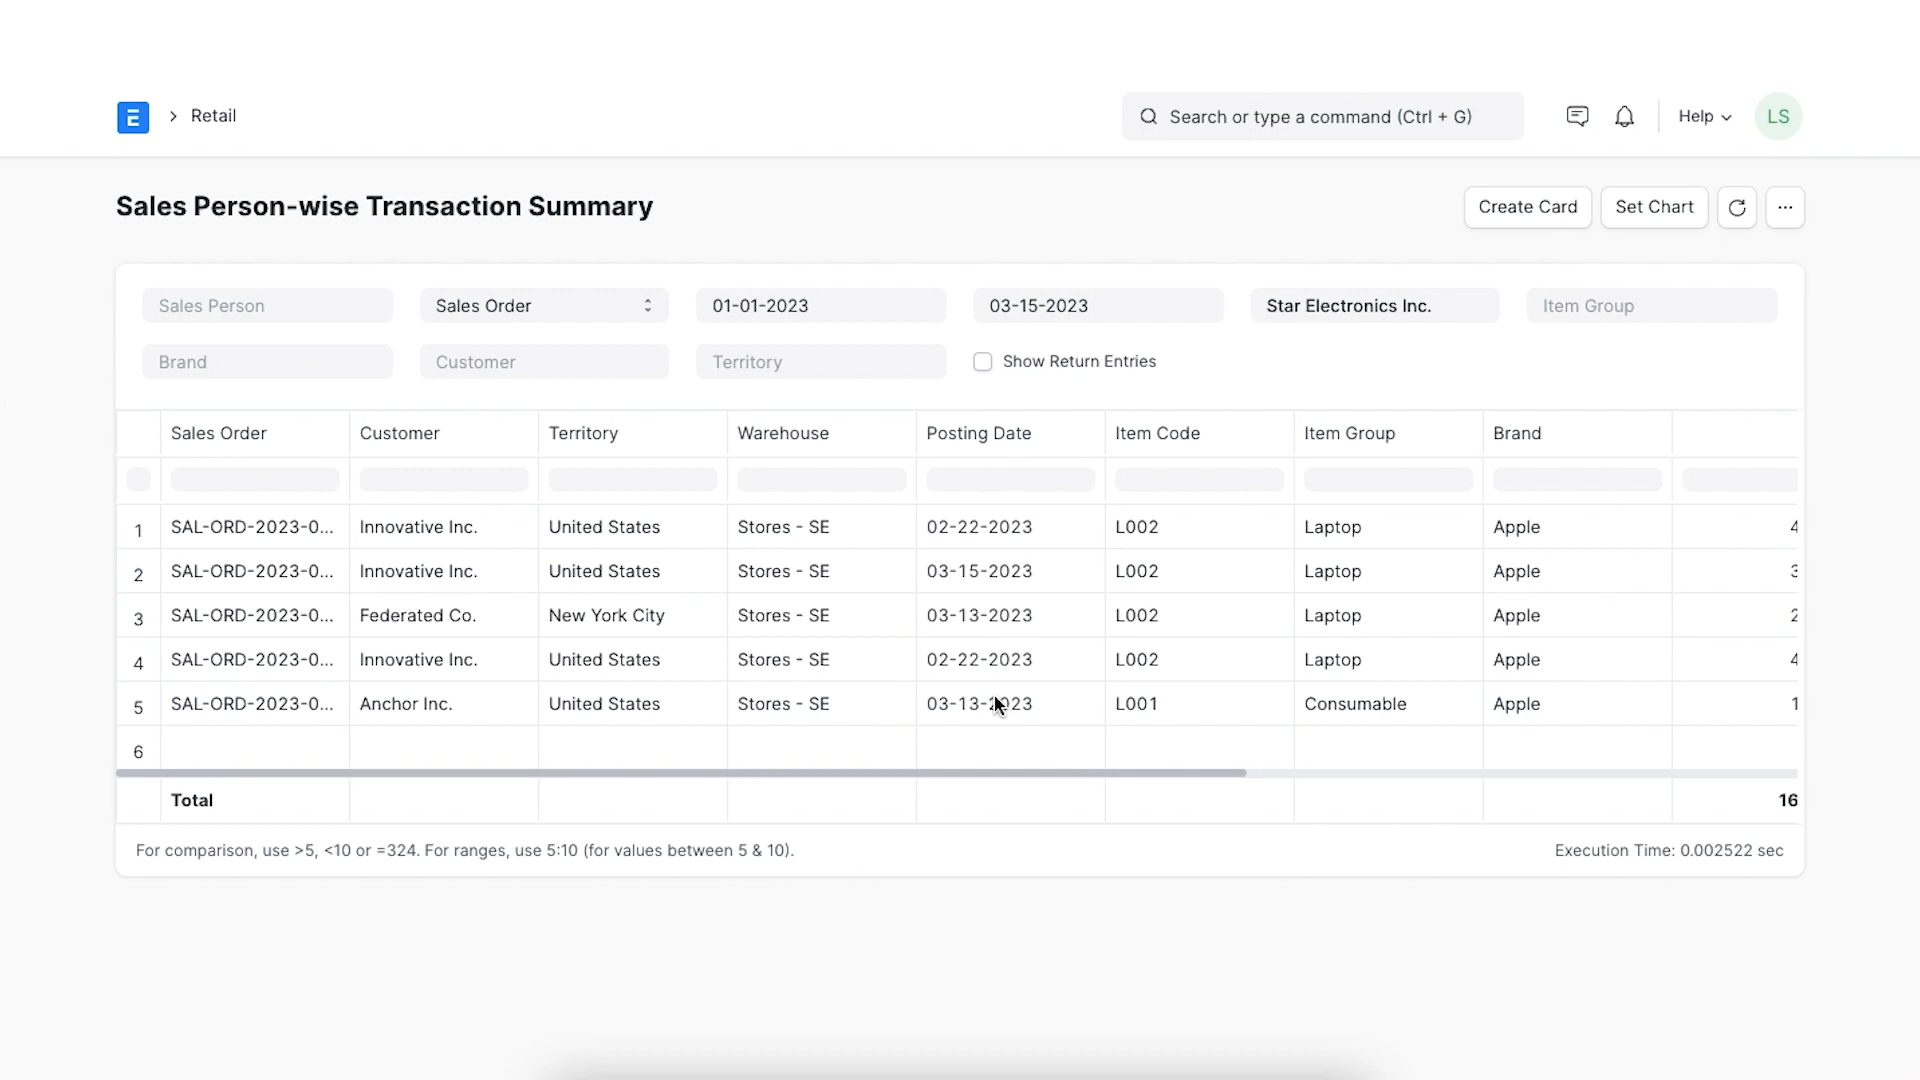 E > Retail
Search or type a command (Ctrl + G)
Help
LS
Sales Person-wise Transaction Summary
Create Card
Set Chart
...
Sales Person
Sales Order
01-01-2023
03-15-2023
Star Electronics Inc.
Item Group
Brand
Customer
Territory
Show Return Entries
Sales Order Customer Territory Warehouse Posting Date Item Code Item Group Brand
1 SAL-ORD-2023-0... Innovative Inc. United States Stores - SE 02-22-2023 L002 Laptop Apple 4
2 SAL-ORD-2023-0... Innovative Inc. United States Stores - SE 03-15-2023 L002 Laptop Apple 3
3 SAL-ORD-2023-0... Federated Co. New York City Stores - SE 03-13-2023 L002 Laptop Apple 2
4 SAL-ORD-2023-0... Innovative Inc. United States Stores - SE 02-22-2023 L002 Laptop Apple 4
5 SAL-ORD-2023-0... Anchor Inc. United States Stores - SE 03-13-2023 L001 Consumable Apple 1
6
Total 16
For comparison, use >5, <10 or =324. For ranges, use 5:10 (for values between 5 & 10).
Execution Time: 0.002522 sec